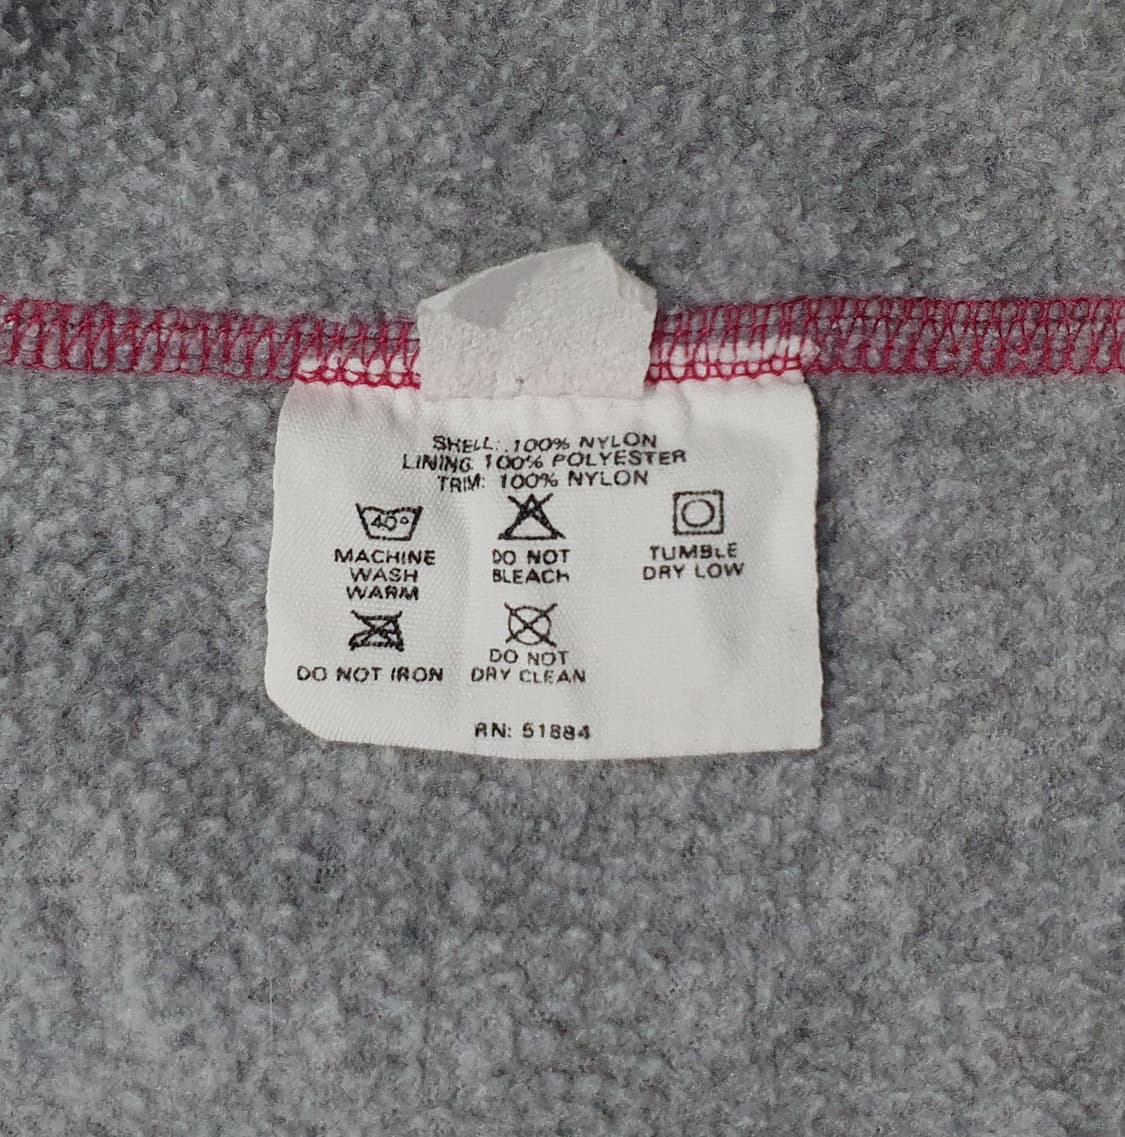 SHELL: 100% NYLON
LINING 100% POLYESTER
TRIM: 100% NYLON
40°
MACHINE
WASH
WARM
DO NOT
BLEACH
TUMBLE
DRY LOW
DO NOT IRON
DO NOT
DRY CLEAN
RN: 51884